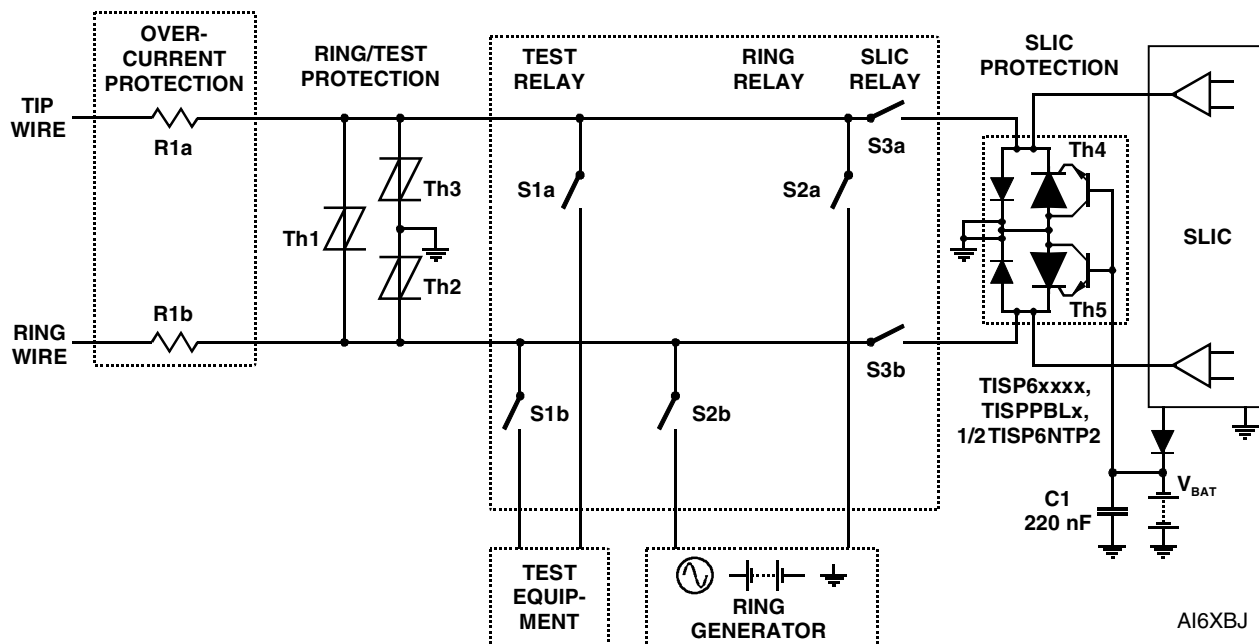 OVER-
CURRENT
PROTECTION
RING/TEST
PROTECTION
TEST
RELAY
RING
RELAY
SLIC
RELAY
SLIC
PROTECTION
TIP
WIRE
R1a
S3a
Th4
Th3
S1a
S2a
Th1
SLIC
Th2
R1b
Th5
RING
WIRE
S3b
S1b
S2b
TISP6xxxx,
TISPPBLx,
1/2 TISP6NTP2
C1
220 nF
VBAT
TEST
EQUIP-
MENT
RING
GENERATOR
AI6XBJ